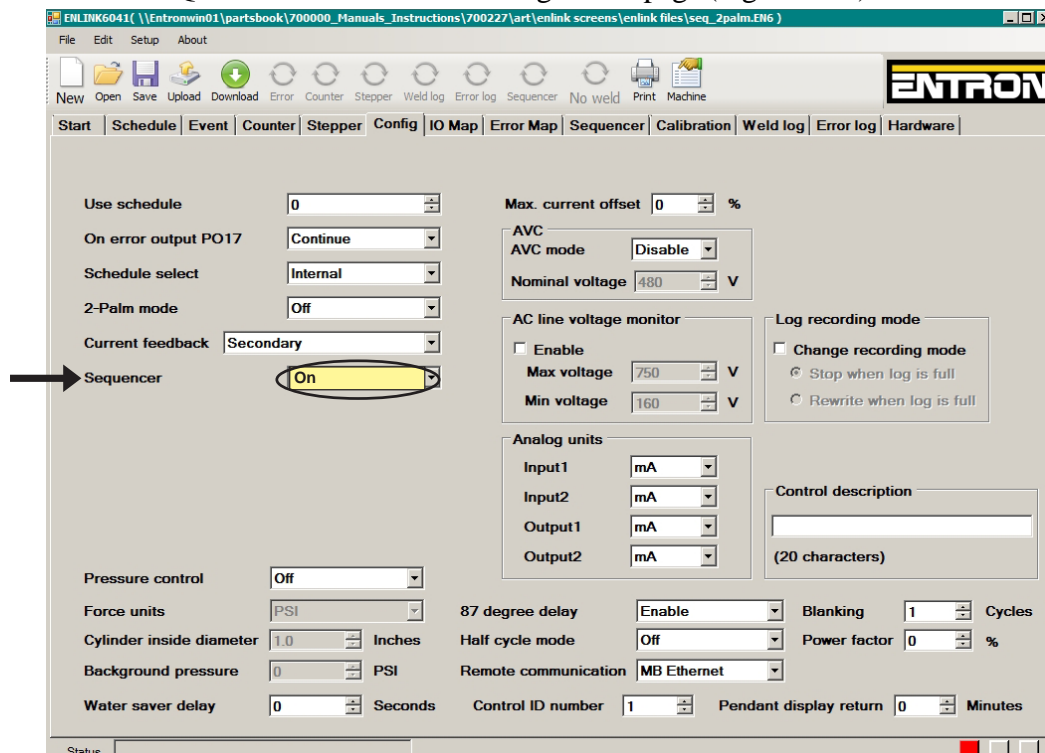 ENLINK6041( \\Entronwin01\partsbook\700000_Manuals_Instructions\700227\art\enlink screens\enlink files\seq_2palm.EN6 )
File Edit Setup About
New Open Save Upload Download Error Counter Stepper Weld log Error log Sequencer No weld Print Machine
ENTRON
Start Schedule Event Counter Stepper Config IO Map Error Map Sequencer Calibration Weld log Error log Hardware
Use schedule 0 Max. current offset 0 %
On error output PO17 Continue
AVC
AVC mode Disable
Schedule select Internal
Nominal voltage 480 V
2-Palm mode Off
AC line voltage monitor
Log recording mode
Current feedback Secondary
Enable
Change recording mode
Sequencer On
Max voltage 750 V
Stop when log is full
Min voltage 160 V
Rewrite when log is full
Analog units
Input1 mA
Input2 mA
Control description
Output1 mA
Output2 mA
(20 characters)
Pressure control Off
Force units PSI 87 degree delay Enable Blanking 1 Cycles
Cylinder inside diameter 1.0 Inches Half cycle mode Off Power factor 0 %
Background pressure 0 PSI Remote communication MB Ethernet
Water saver delay 0 Seconds Control ID number 1 Pendant display return 0 Minutes
Status